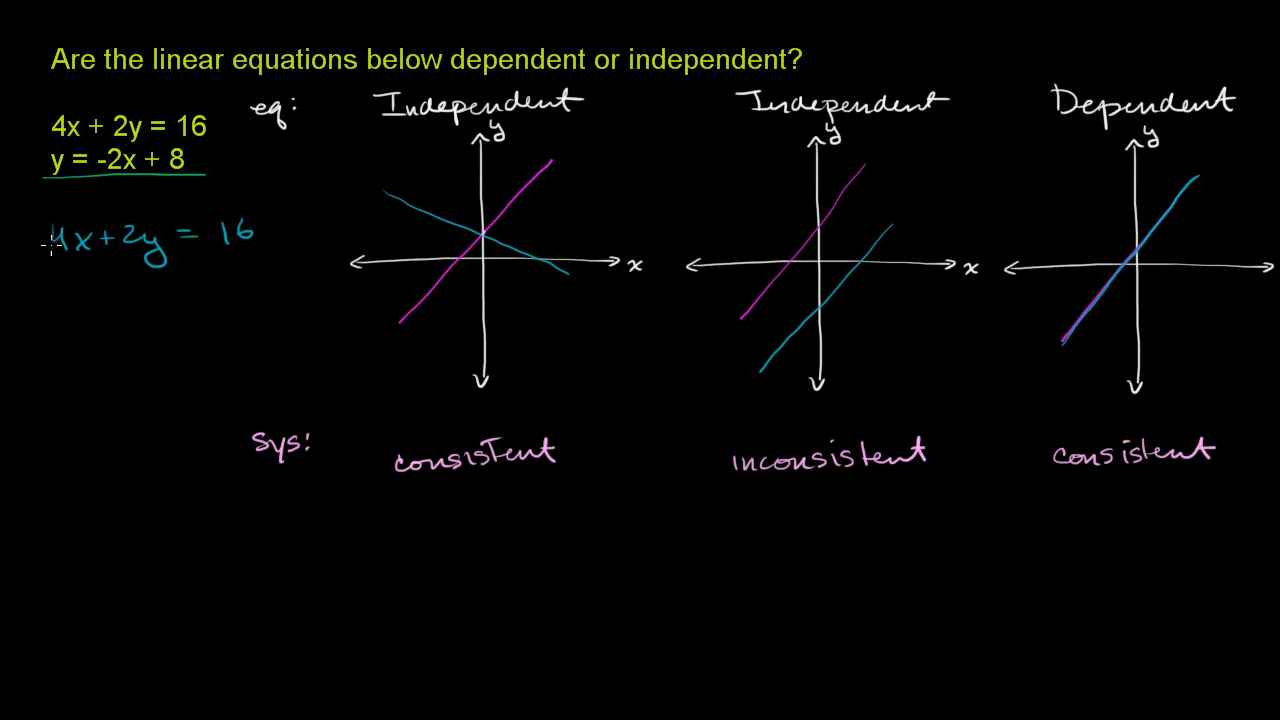 Are the linear equations below dependent or independent?
eq: Independent Independent Dependent
4x + 2y = 16
y = -2x + 8
y y y
4x+2y = 16
x x
Sys: consistent inconsistent consistent